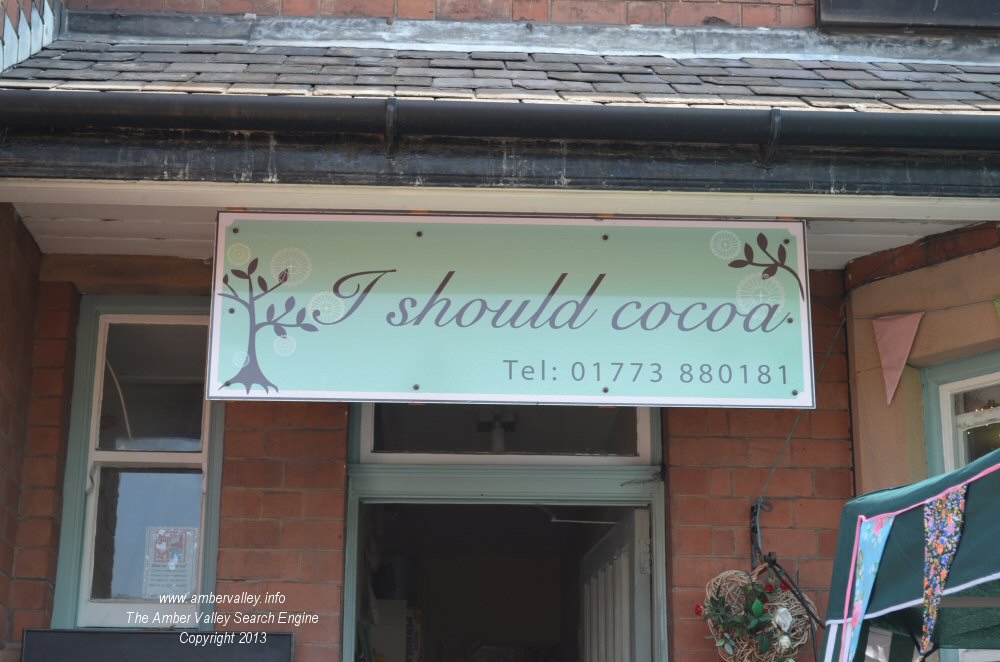 I should cocoa
Tel: 01773 880181
www.ambervalley.info
The Amber Valley Search Engine
Copyright 2013